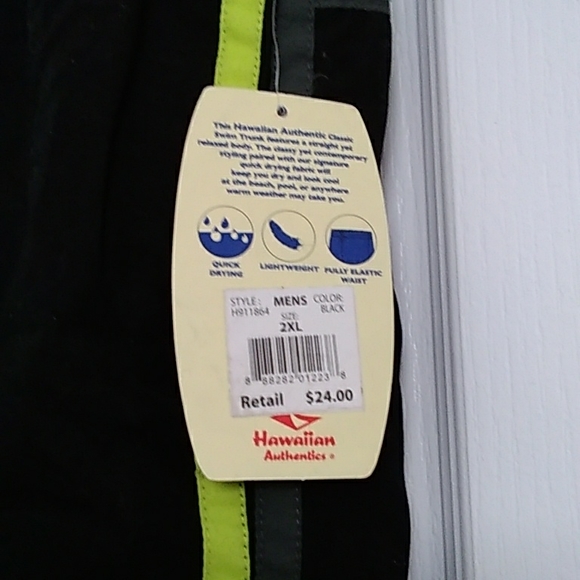 This Hawaiian Authentic Classic
Swim Trunk features a straight yet
relaxed body. The classy yet contemporary
styling paired with our signature
quick drying fabric will
keep you dry and look cool
at the beach, pool, or anywhere
warm weather may take you.
QUICK
DRYING
LIGHTWEIGHT
FULLY ELASTIC
WAIST
STYLE: MENS COLOR:
H911864 SIZE: BLACK
2XL
8 88282 01223 8
Retail $24.00
Hawaiian
Authentics ®